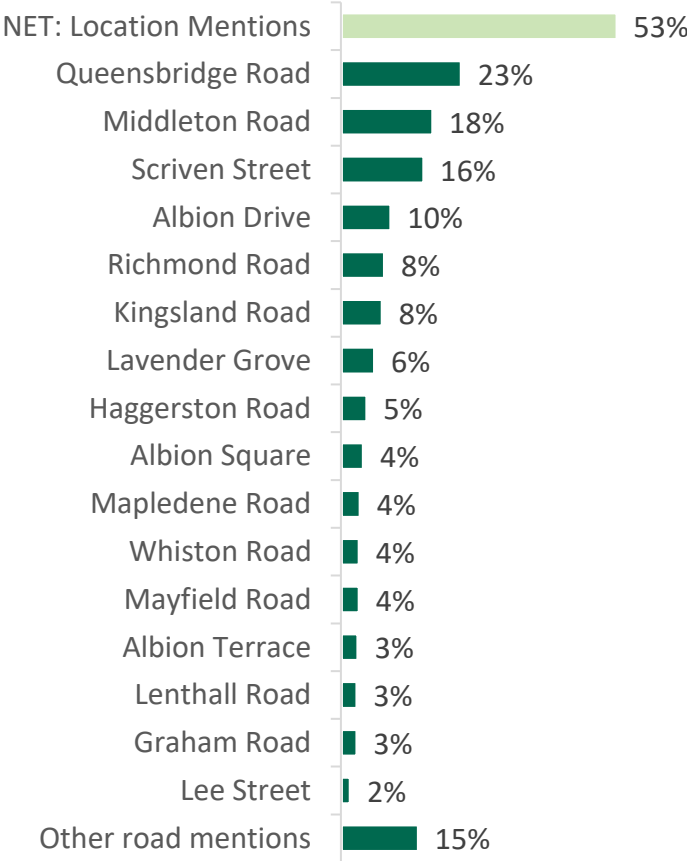 NET: Location Mentions 53%
Queensbridge Road 23%
Middleton Road 18%
Scriven Street 16%
Albion Drive 10%
Richmond Road 8%
Kingsland Road 8%
Lavender Grove 6%
Haggerston Road 5%
Albion Square 4%
Mapledene Road 4%
Whiston Road 4%
Mayfield Road 4%
Albion Terrace 3%
Lenthall Road 3%
Graham Road 3%
Lee Street 2%
Other road mentions 15%